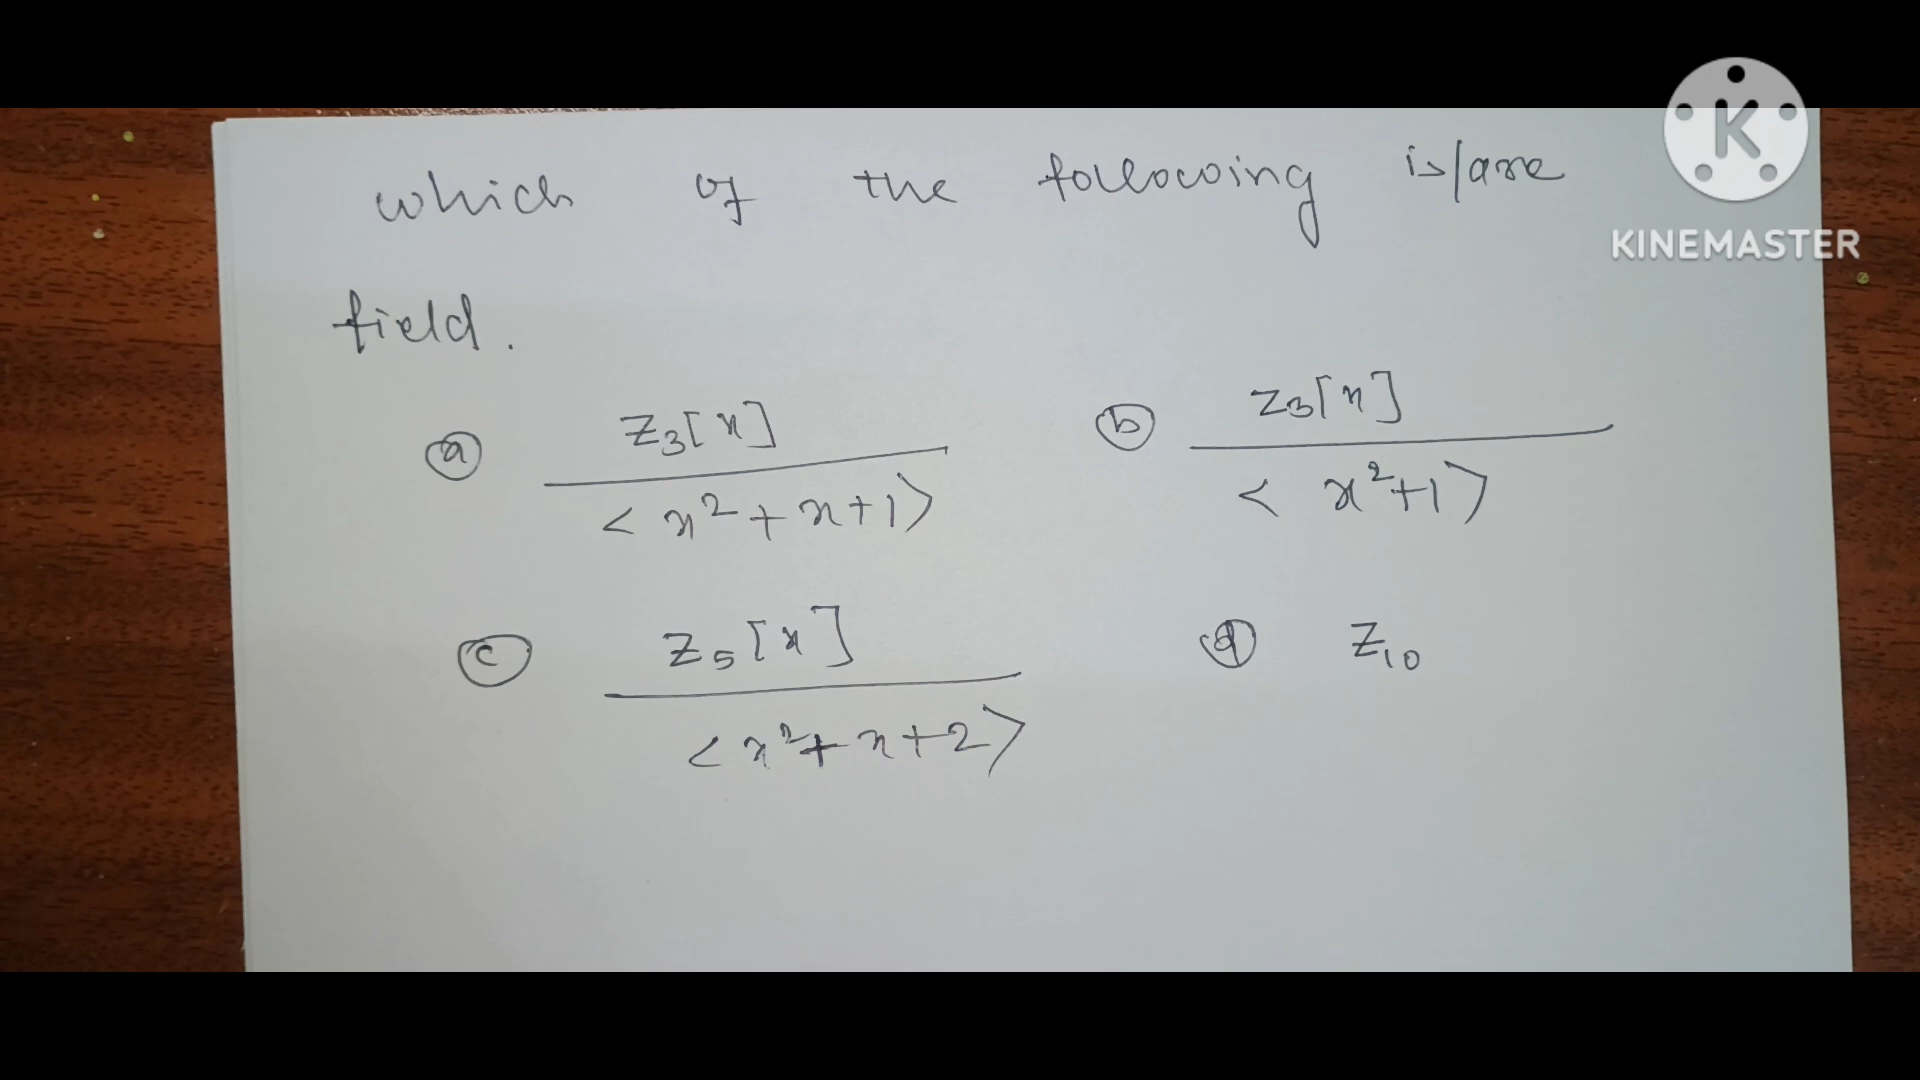 which of the following is/are
K
KINEMASTER
field.
a Z3[x]
<x²+x+1>
b Z3[x]
<x²+1>
c Z5[x]
<x²+x+2>
d Z10